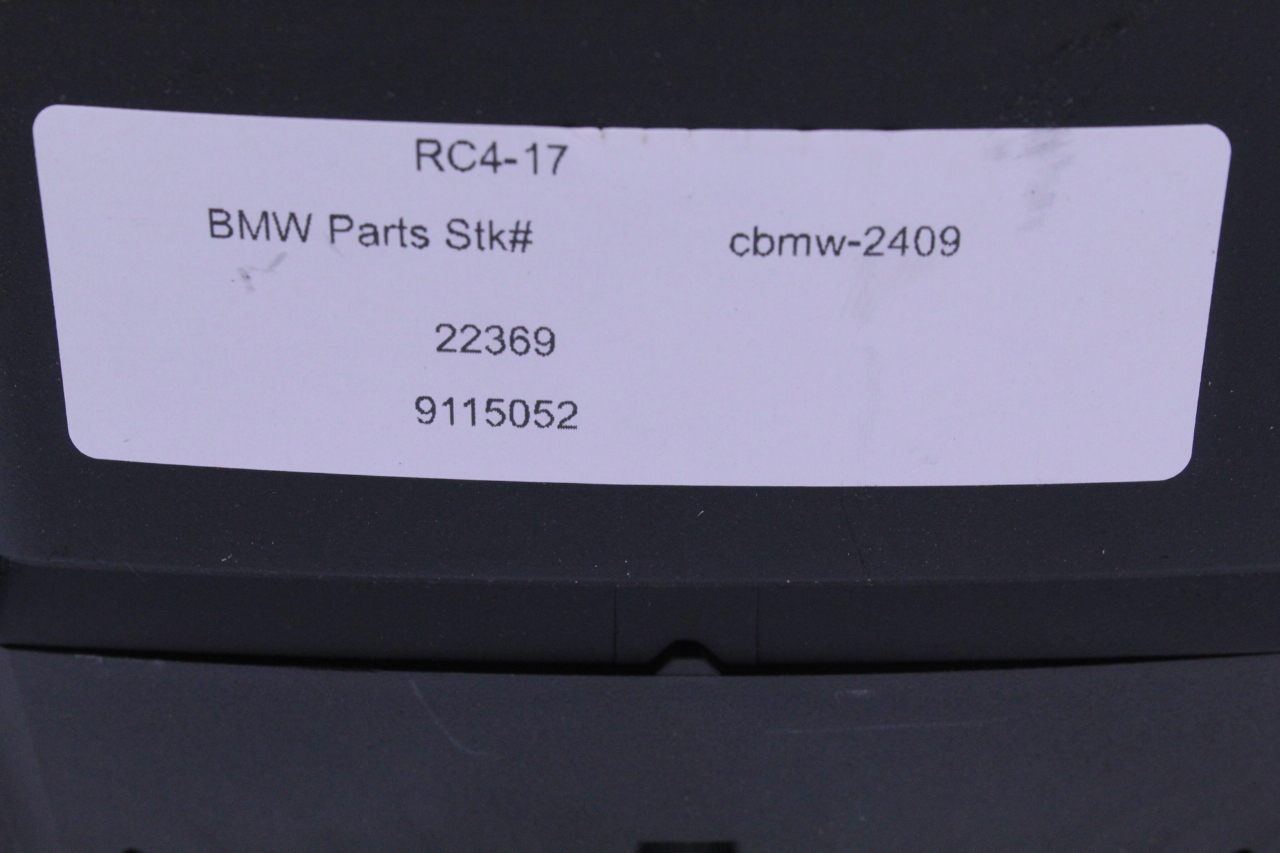 RC4-17
BMW Parts Stk# cbmw-2409
22369
9115052